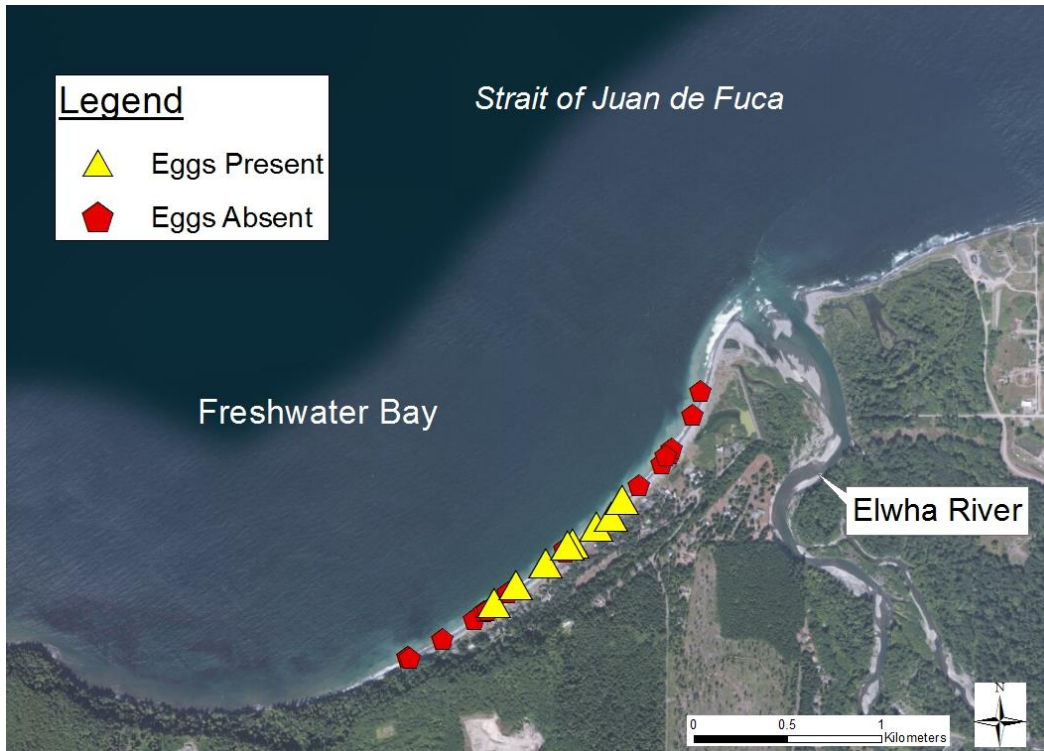 Legend
Eggs Present
Eggs Absent
Strait of Juan de Fuca
Freshwater Bay
Elwha River
N
0 0.5 1
Kilometers